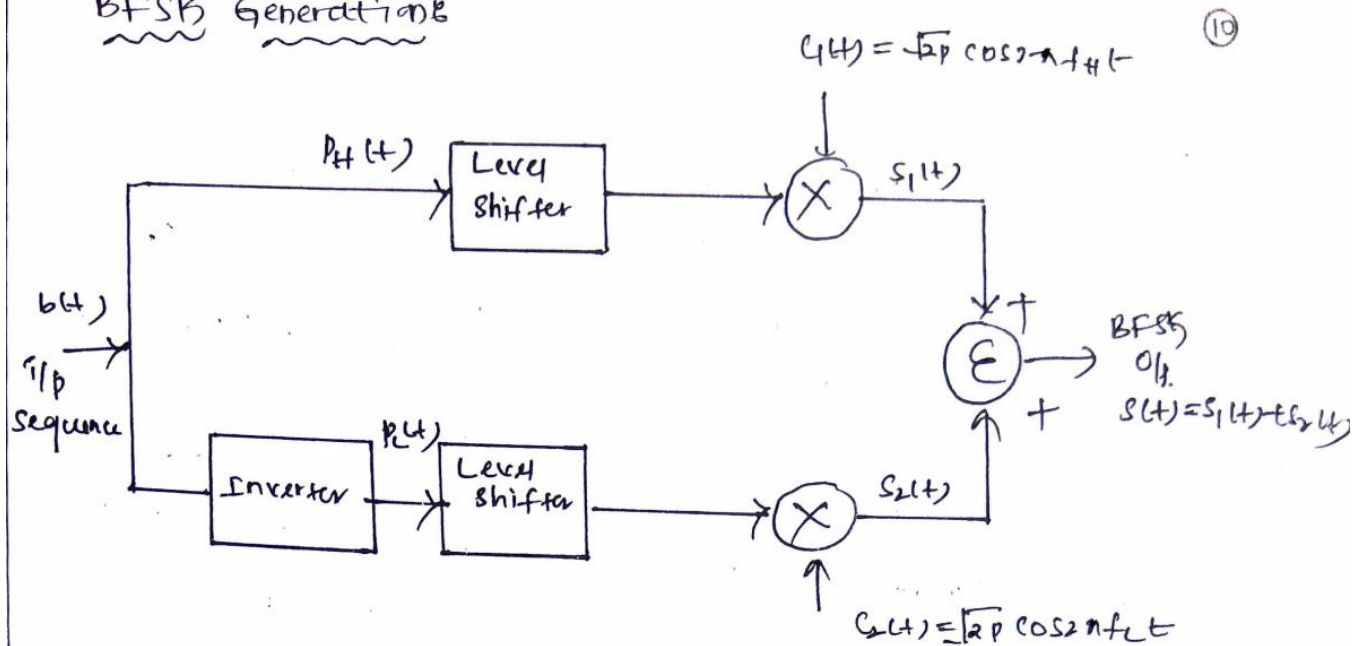 BFSK Generation:
10
C1(t) = √2P cos2πfHt
PH(t)
Level
Shifter
X
S1(t)
b(t)
i/p
sequence
+
Σ
+
BFSK
O/P.
S(t)=S1(t)+S2(t)
Inverter
PL(t)
Level
Shifter
X
S2(t)
C2(t)=√2P cos2πfLt